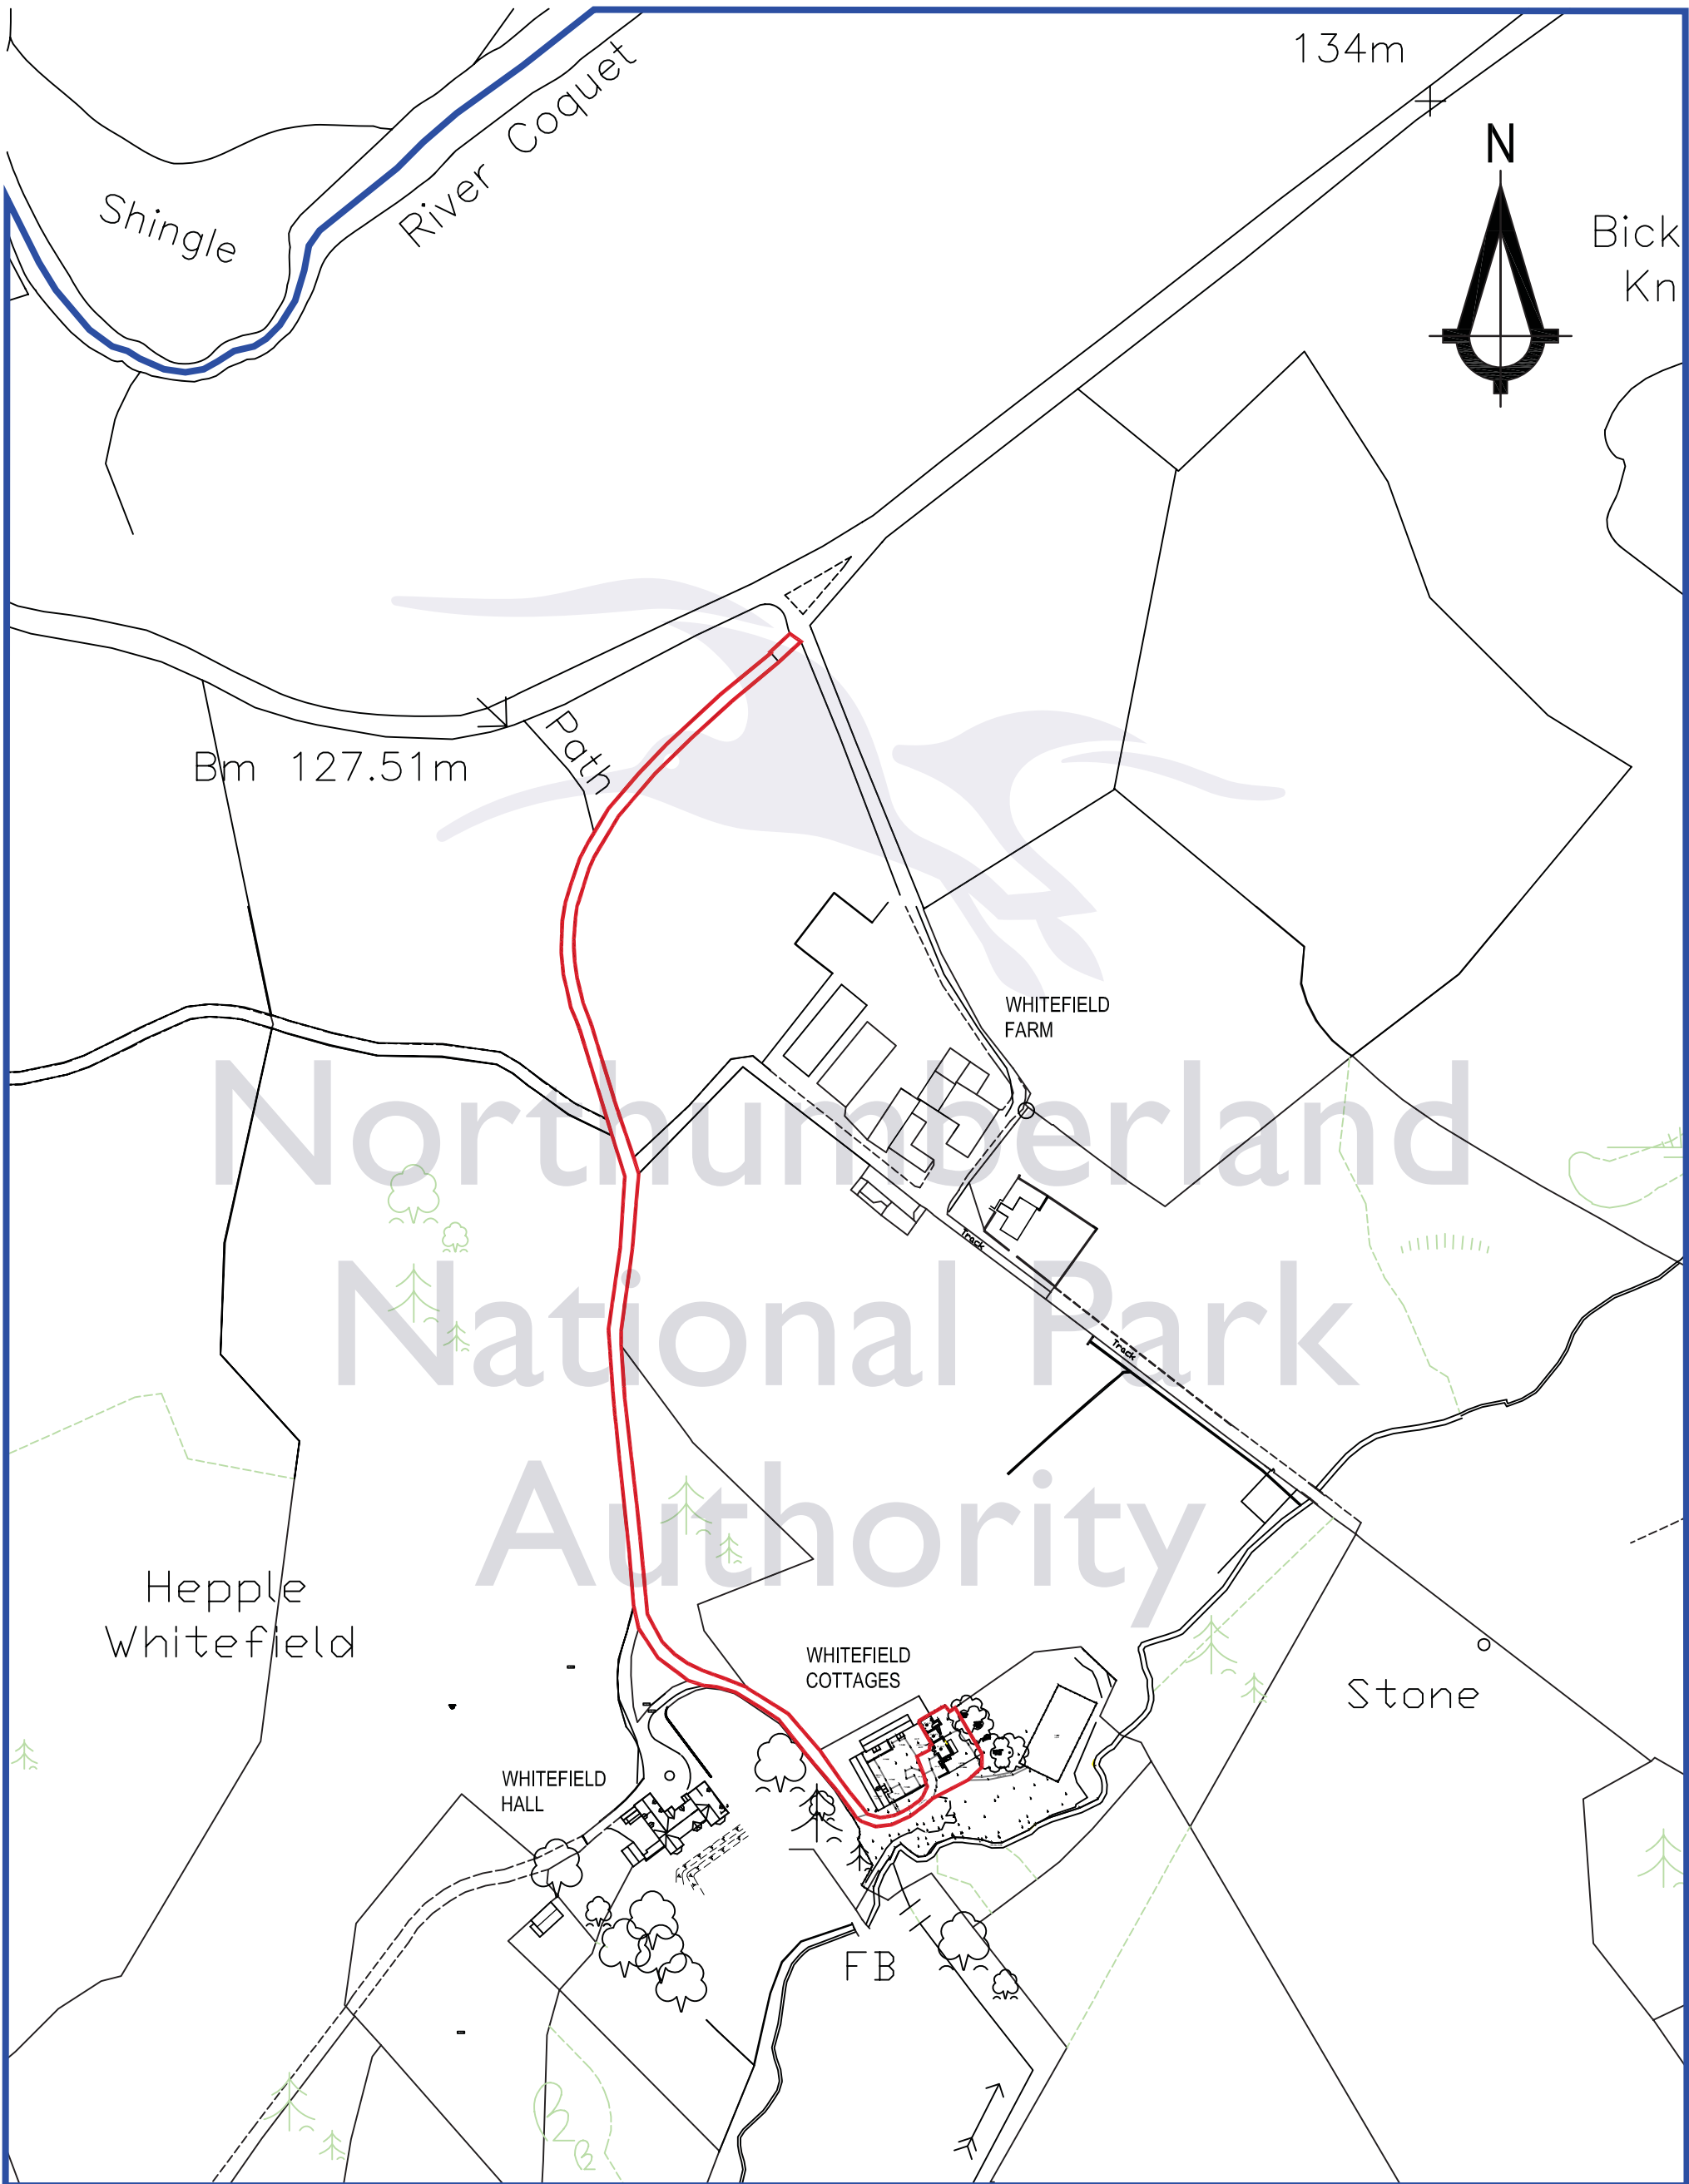 134m
N
River Coquet
Shingle
Bick
Kn
Path
Bm 127.51m
WHITEFIELD
FARM
Northumberland
National Park
Authority
Track
Track
Hepple
Whitefield
WHITEFIELD
COTTAGES
Stone
WHITEFIELD
HALL
FB